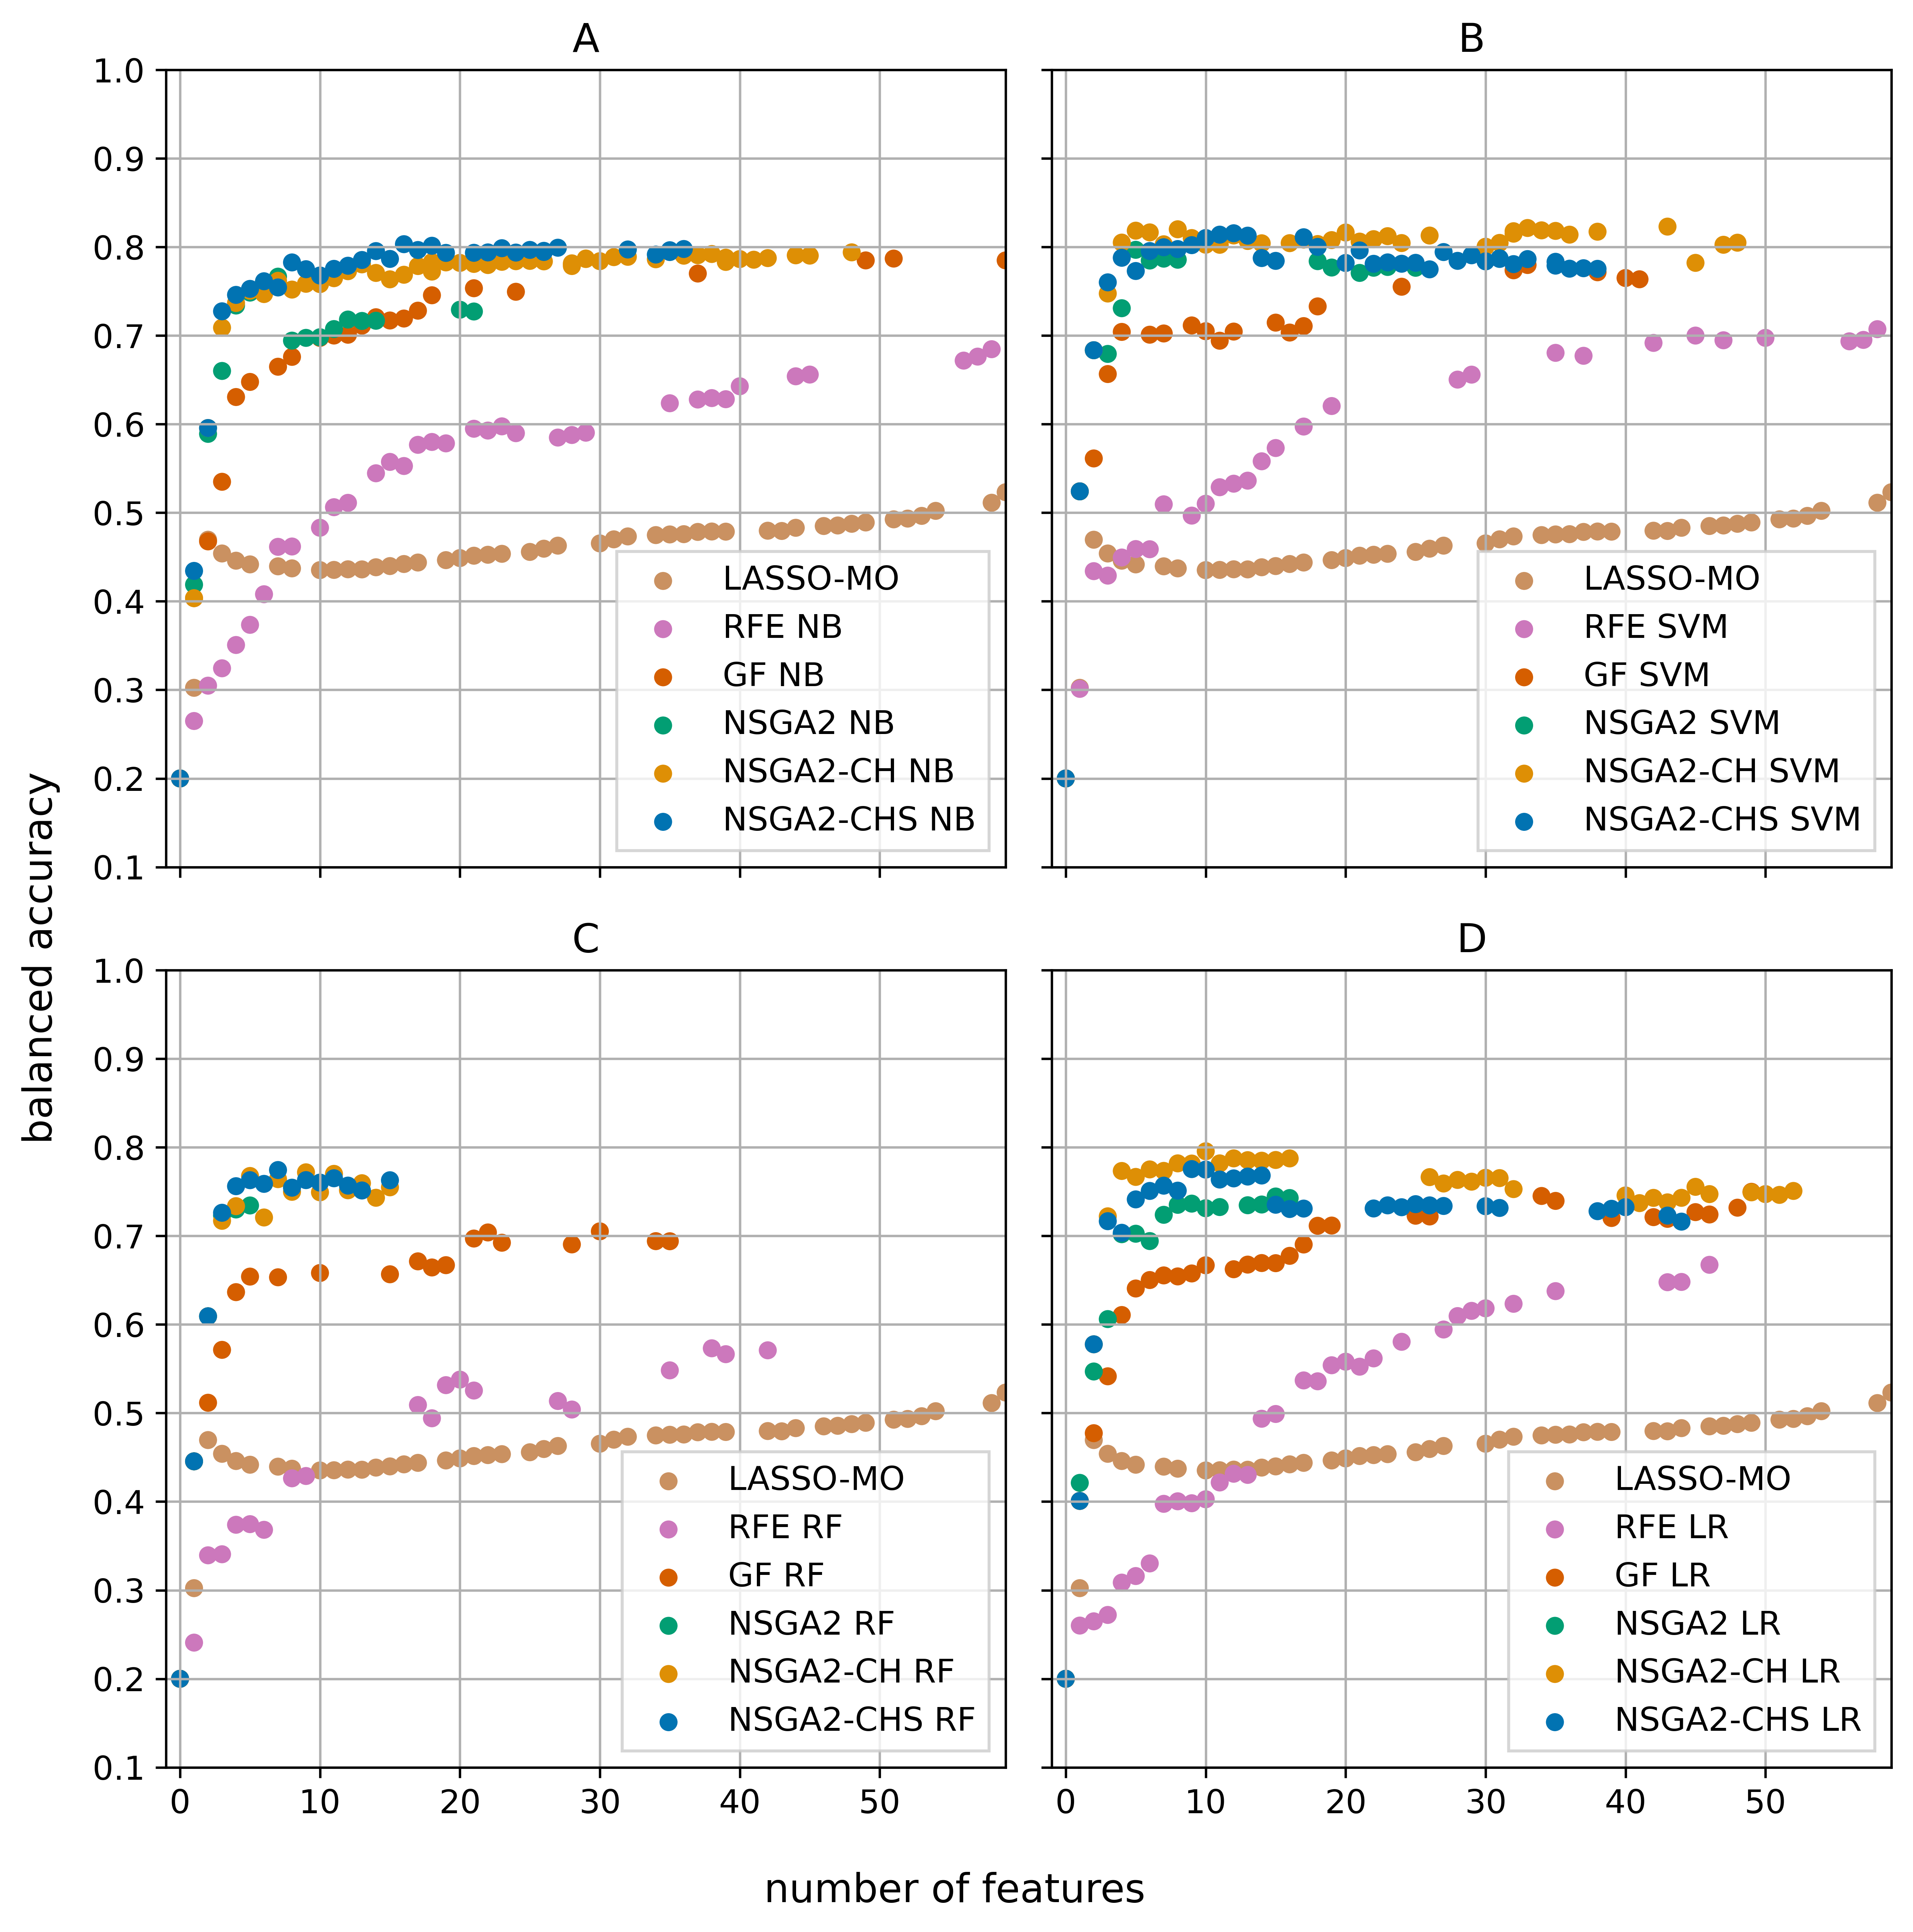 A
B
1.0
0.9
0.8
0.7
0.6
0.5
0.4
0.3
0.2
0.1
LASSO-MO
RFE NB
GF NB
NSGA2 NB
NSGA2-CH NB
NSGA2-CHS NB
LASSO-MO
RFE SVM
GF SVM
NSGA2 SVM
NSGA2-CH SVM
NSGA2-CHS SVM
balanced accuracy
C
D
1.0
0.9
0.8
0.7
0.6
0.5
0.4
0.3
0.2
0.1
LASSO-MO
RFE RF
GF RF
NSGA2 RF
NSGA2-CH RF
NSGA2-CHS RF
LASSO-MO
RFE LR
GF LR
NSGA2 LR
NSGA2-CH LR
NSGA2-CHS LR
0 10 20 30 40 50
0 10 20 30 40 50
number of features